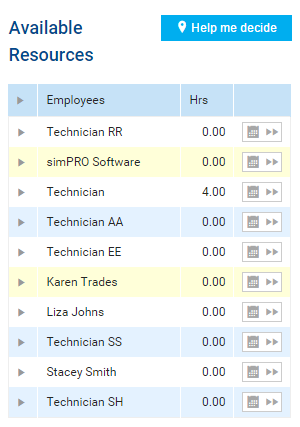 Available
Resources
Help me decide
Employees Hrs
Technician RR 0.00
simPRO Software 0.00
Technician 4.00
Technician AA 0.00
Technician EE 0.00
Karen Trades 0.00
Liza Johns 0.00
Technician SS 0.00
Stacey Smith 0.00
Technician SH 0.00